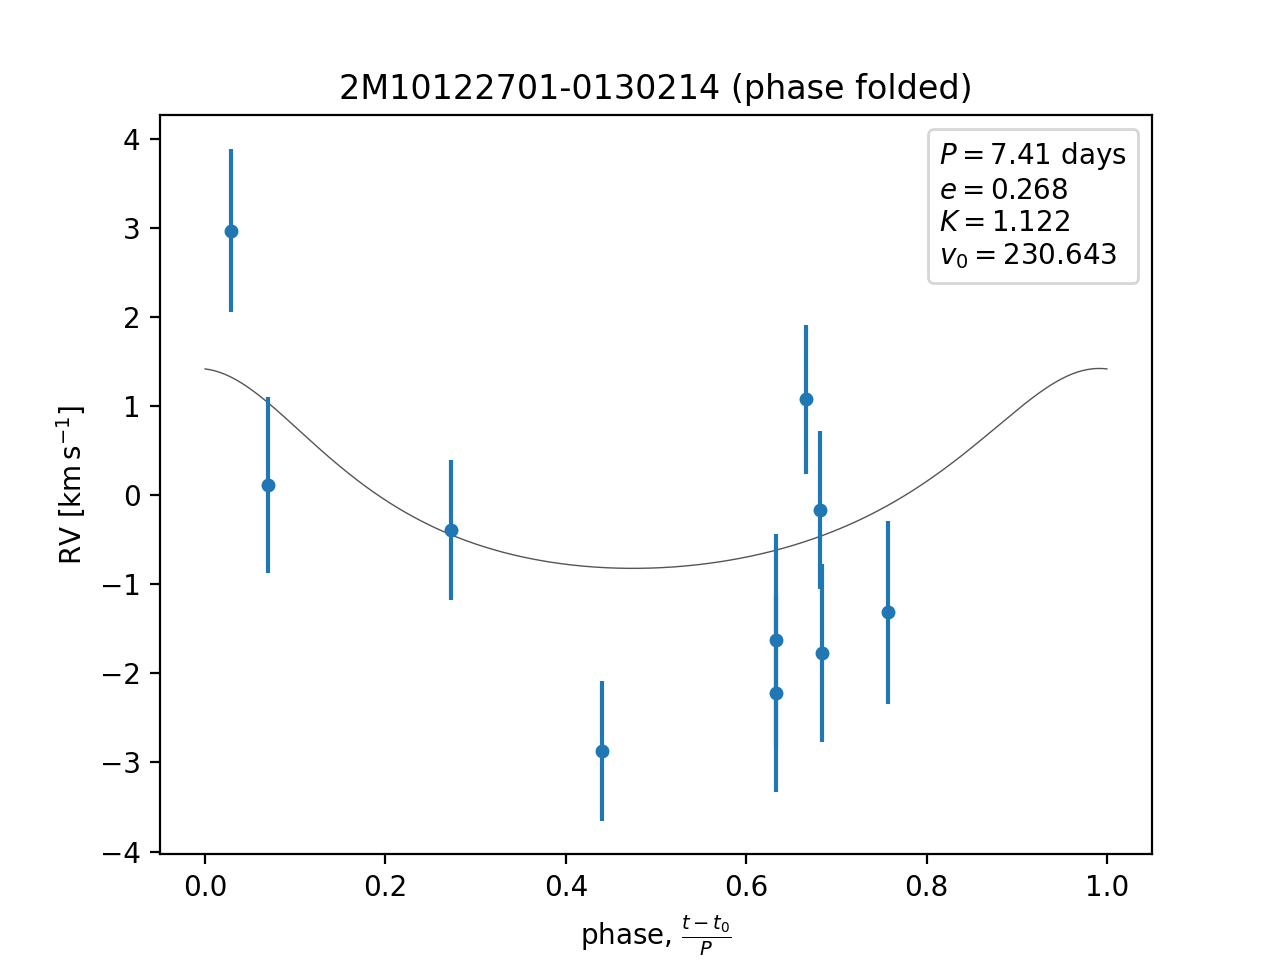 2M10122701-0130214 (phase folded)
P = 7.41 days
e = 0.268
K = 1.122
v₀ = 230.643
RV [km s⁻¹]
4
3
2
1
0
−1
−2
−3
−4
0.0 0.2 0.4 0.6 0.8 1.0
phase, (t − t₀)/P